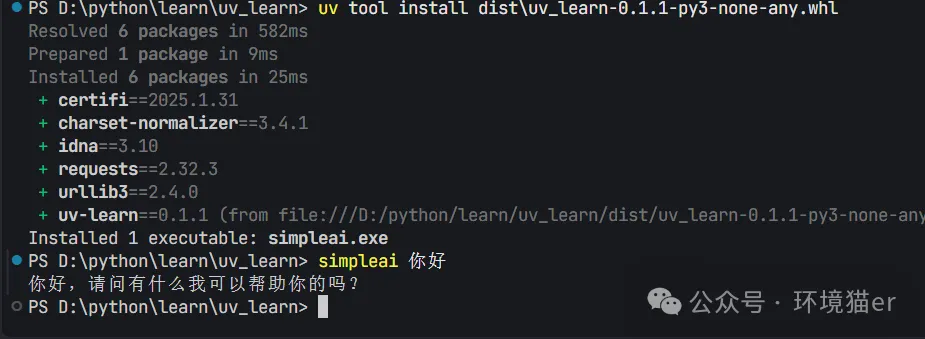 PS D:\python\learn\uv_learn> uv tool install dist\uv_learn-0.1.1-py3-none-any.whl
Resolved 6 packages in 582ms
Prepared 1 package in 9ms
Installed 6 packages in 25ms
+ certifi==2025.1.31
+ charset-normalizer==3.4.1
+ idna==3.10
+ requests==2.32.3
+ urllib3==2.4.0
+ uv-learn==0.1.1 (from file:///D:/python/learn/uv_learn/dist/uv_learn-0.1.1-py3-none-any
Installed 1 executable: simpleai.exe
PS D:\python\learn\uv_learn> simpleai 你好
你好，请问有什么我可以帮助你的吗？
PS D:\python\learn\uv_learn>
公众号 · 环境猫er